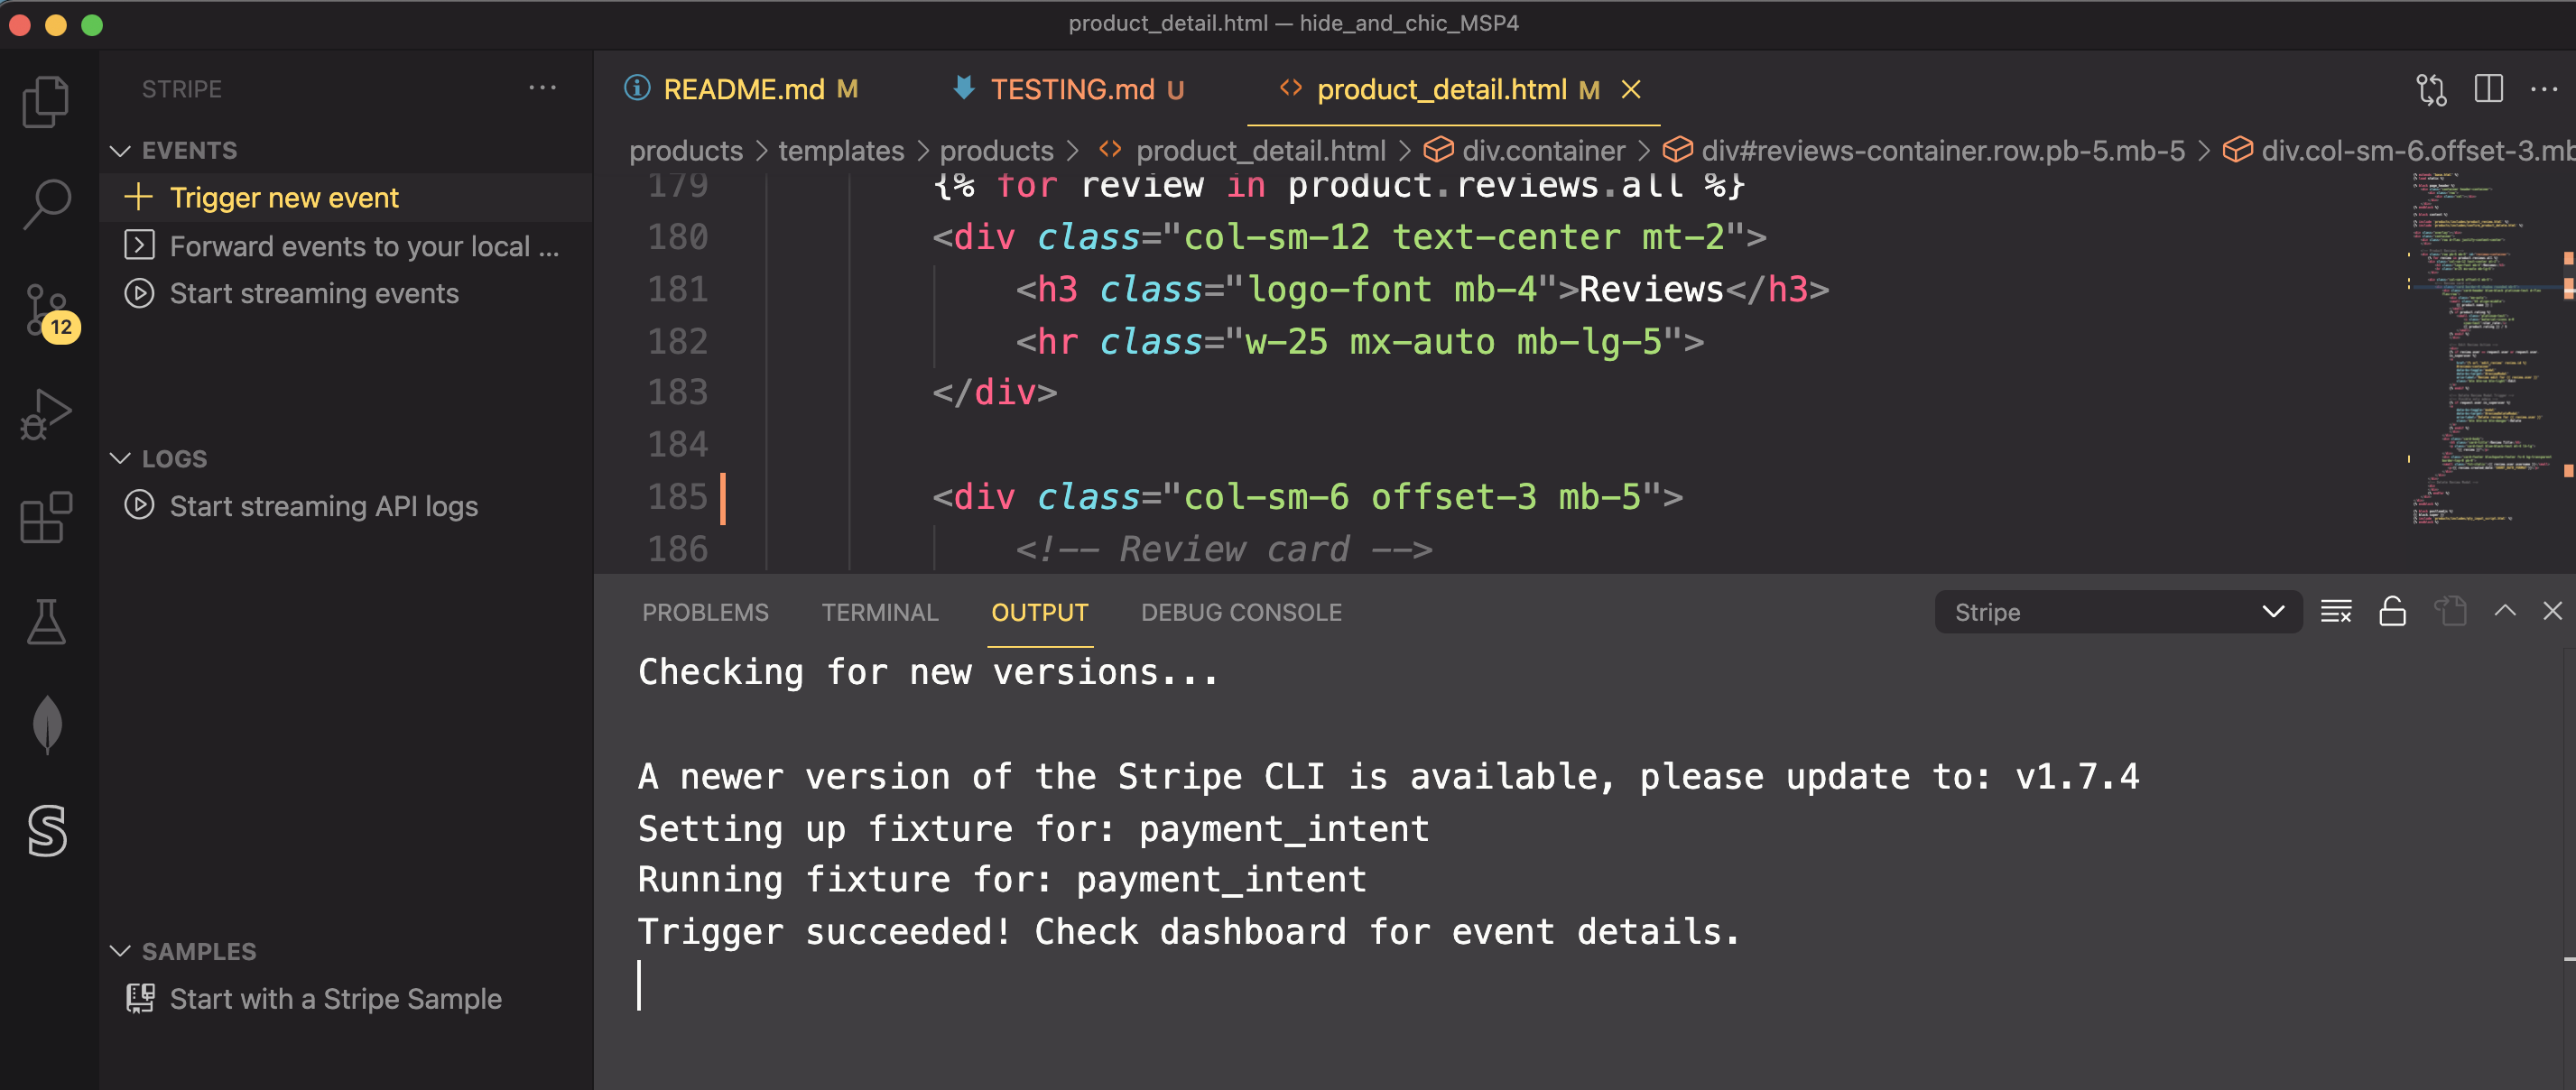 product_detail.html — hide_and_chic_MSP4
STRIPE
EVENTS
Trigger new event
Forward events to your local ...
Start streaming events
12
LOGS
Start streaming API logs
SAMPLES
Start with a Stripe Sample
README.md M
TESTING.md U
product_detail.html M
products > templates > products > product_detail.html > div.container > div#reviews-container.row.pb-5.mb-5 > div.col-sm-6.offset-3.mb
179 {% for review in product.reviews.all %}
180 <div class="col-sm-12 text-center mt-2">
181 <h3 class="logo-font mb-4">Reviews</h3>
182 <hr class="w-25 mx-auto mb-lg-5">
183 </div>
184
185 <div class="col-sm-6 offset-3 mb-5">
186 <!-- Review card -->
PROBLEMS TERMINAL OUTPUT DEBUG CONSOLE Stripe
Checking for new versions...
A newer version of the Stripe CLI is available, please update to: v1.7.4
Setting up fixture for: payment_intent
Running fixture for: payment_intent
Trigger succeeded! Check dashboard for event details.